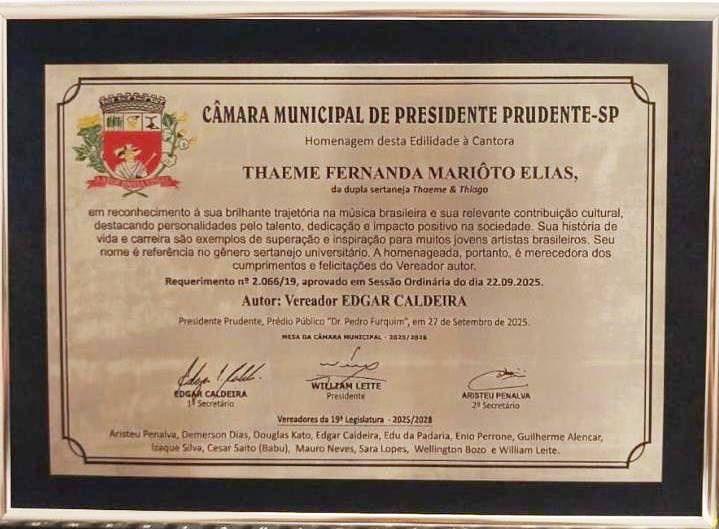 CÂMARA MUNICIPAL DE PRESIDENTE PRUDENTE-SP
Homenagem desta Edilidade à Cantora
THAEME FERNANDA MARIÔTO ELIAS,
da dupla sertaneja Thaeme & Thiago
em reconhecimento à sua brilhante trajetória na música brasileira e sua relevante contribuição cultural,
destacando personalidades pelo talento, dedicação e impacto positivo na sociedade. Sua história de
vida e carreira são exemplos de superação e inspiração para muitos jovens artistas brasileiros. Seu
nome é referência no gênero sertanejo universitário. A homenageada, portanto, é merecedora dos
cumprimentos e felicitações do Vereador autor.
Requerimento nº 2.066/19, aprovado em Sessão Ordinária do dia 22.09.2025.
Autor: Vereador EDGAR CALDEIRA
Presidente Prudente, Prédio Público "Dr. Pedro Furquim", em 27 de Setembro de 2025.
MESA DA CÂMARA MUNICIPAL - 2025/2026
EDGAR CALDEIRA
1º Secretário
WILLIAM LEITE
Presidente
ARISTEU PENALVA
2º Secretário
Vereadores da 19ª Legislatura - 2025/2028
Aristeu Penalva, Demerson Dias, Douglas Kato, Edgar Caldeira, Edu da Padaria, Enio Perrone, Guilherme Alencar,
Izaque Silva, Cesar Saito (Babu), Mauro Neves, Sara Lopes, Wellington Bozo e William Leite.